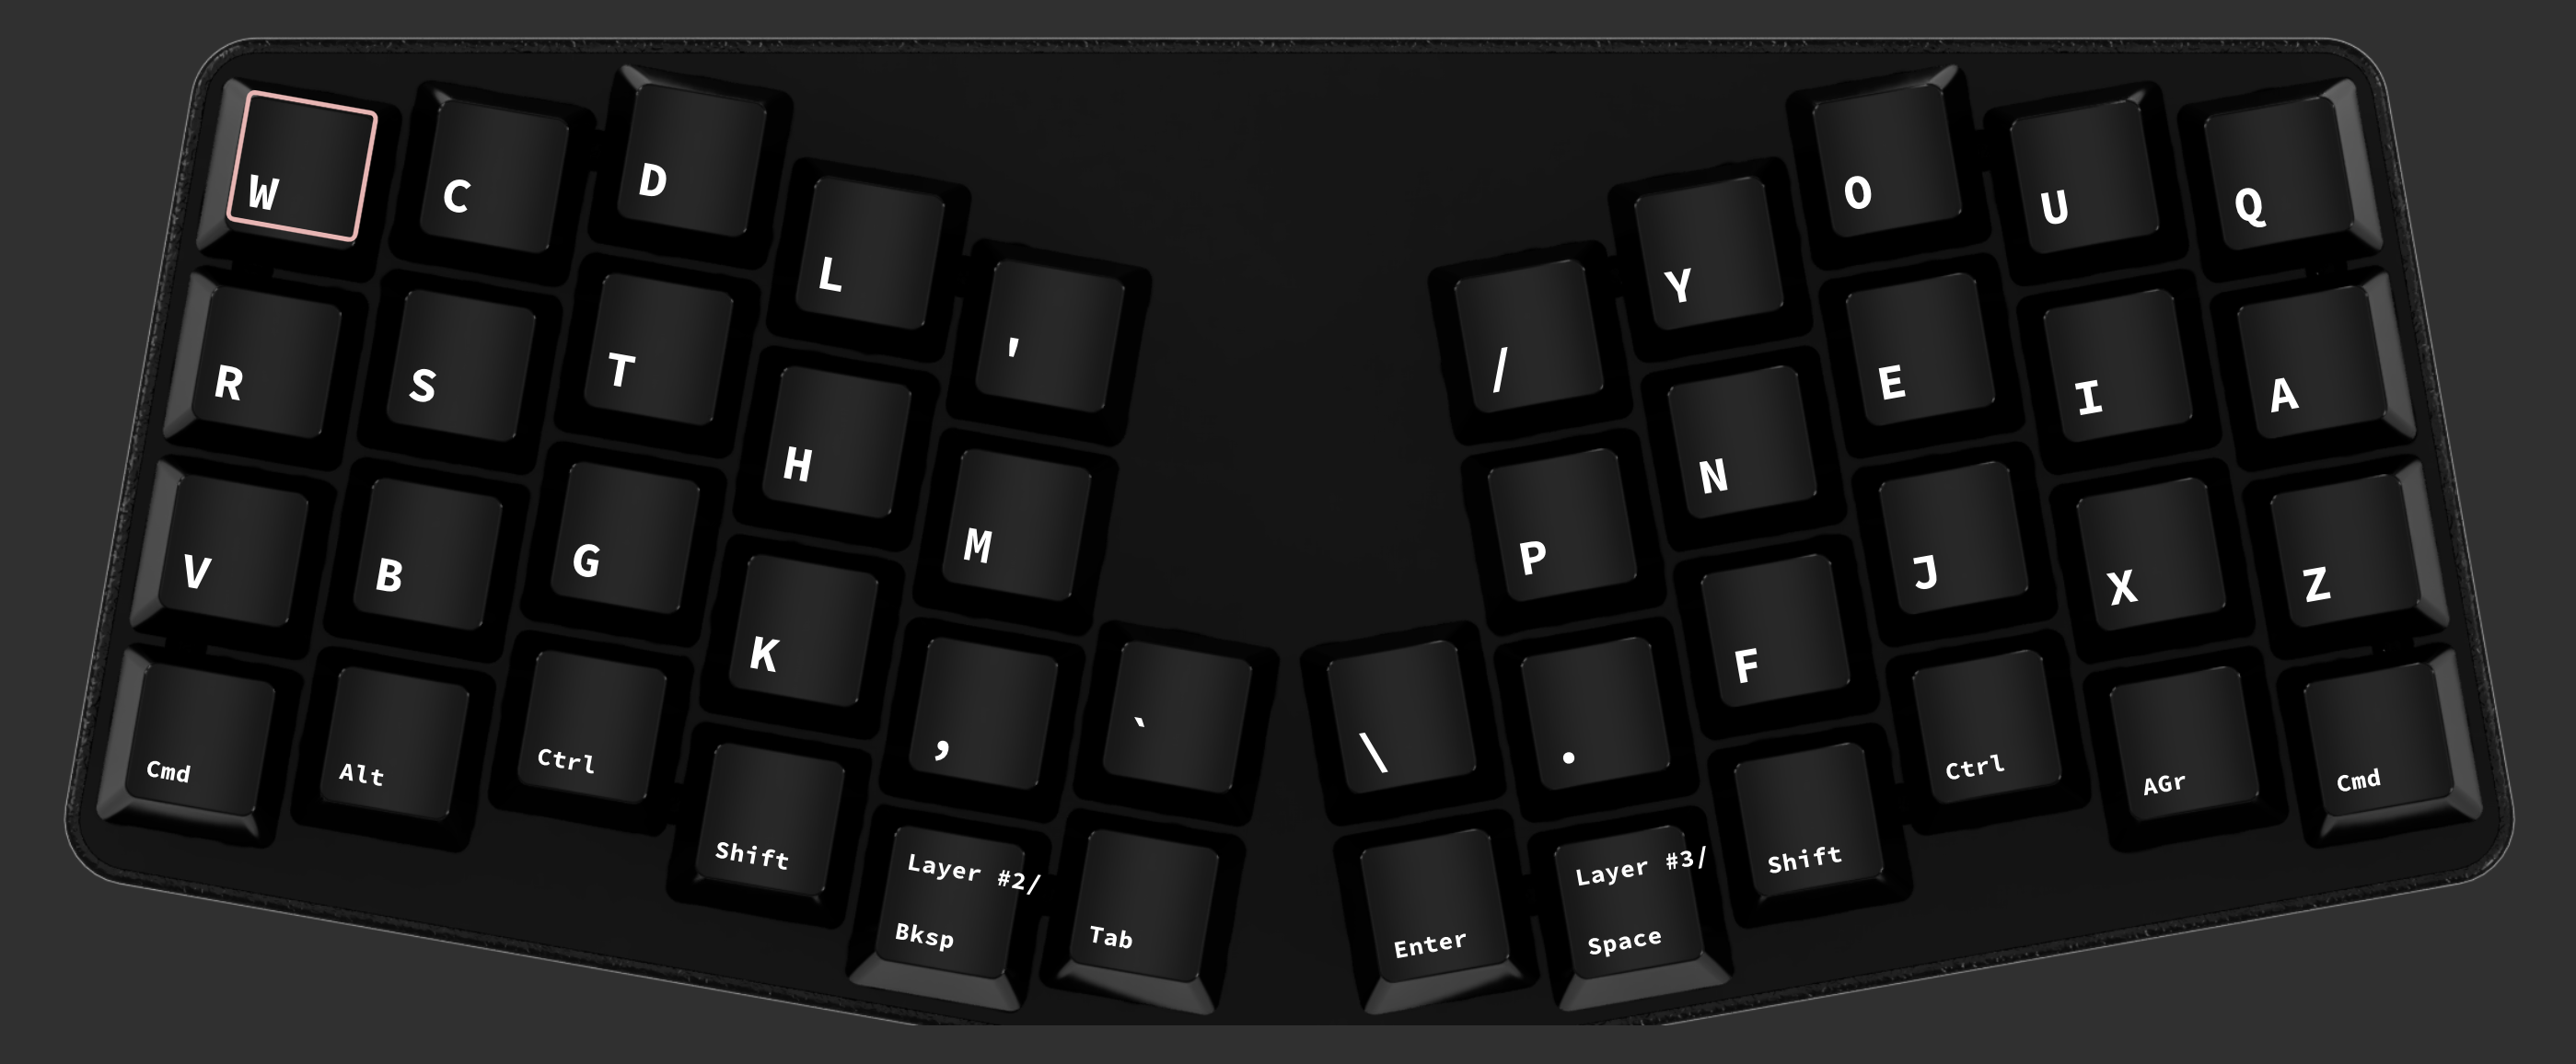 W C D L ' / Y O U Q
R S T H M P N E I A
V B G K , ` \ . F J X Z
Cmd Alt Ctrl Shift Layer #2/ Layer #3/ Shift Ctrl AGr Cmd
Bksp Tab Enter Space